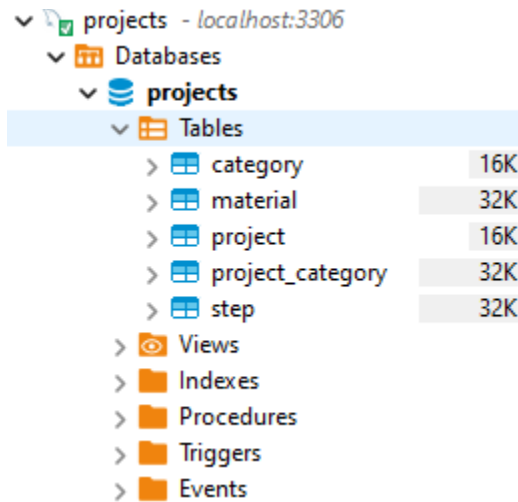 projects - localhost:3306
Databases
projects
Tables
category 16K
material 32K
project 16K
project_category 32K
step 32K
Views
Indexes
Procedures
Triggers
Events